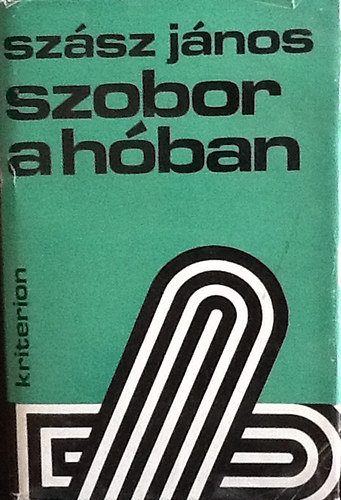 szász jános
szobor
a hóban
kriterion